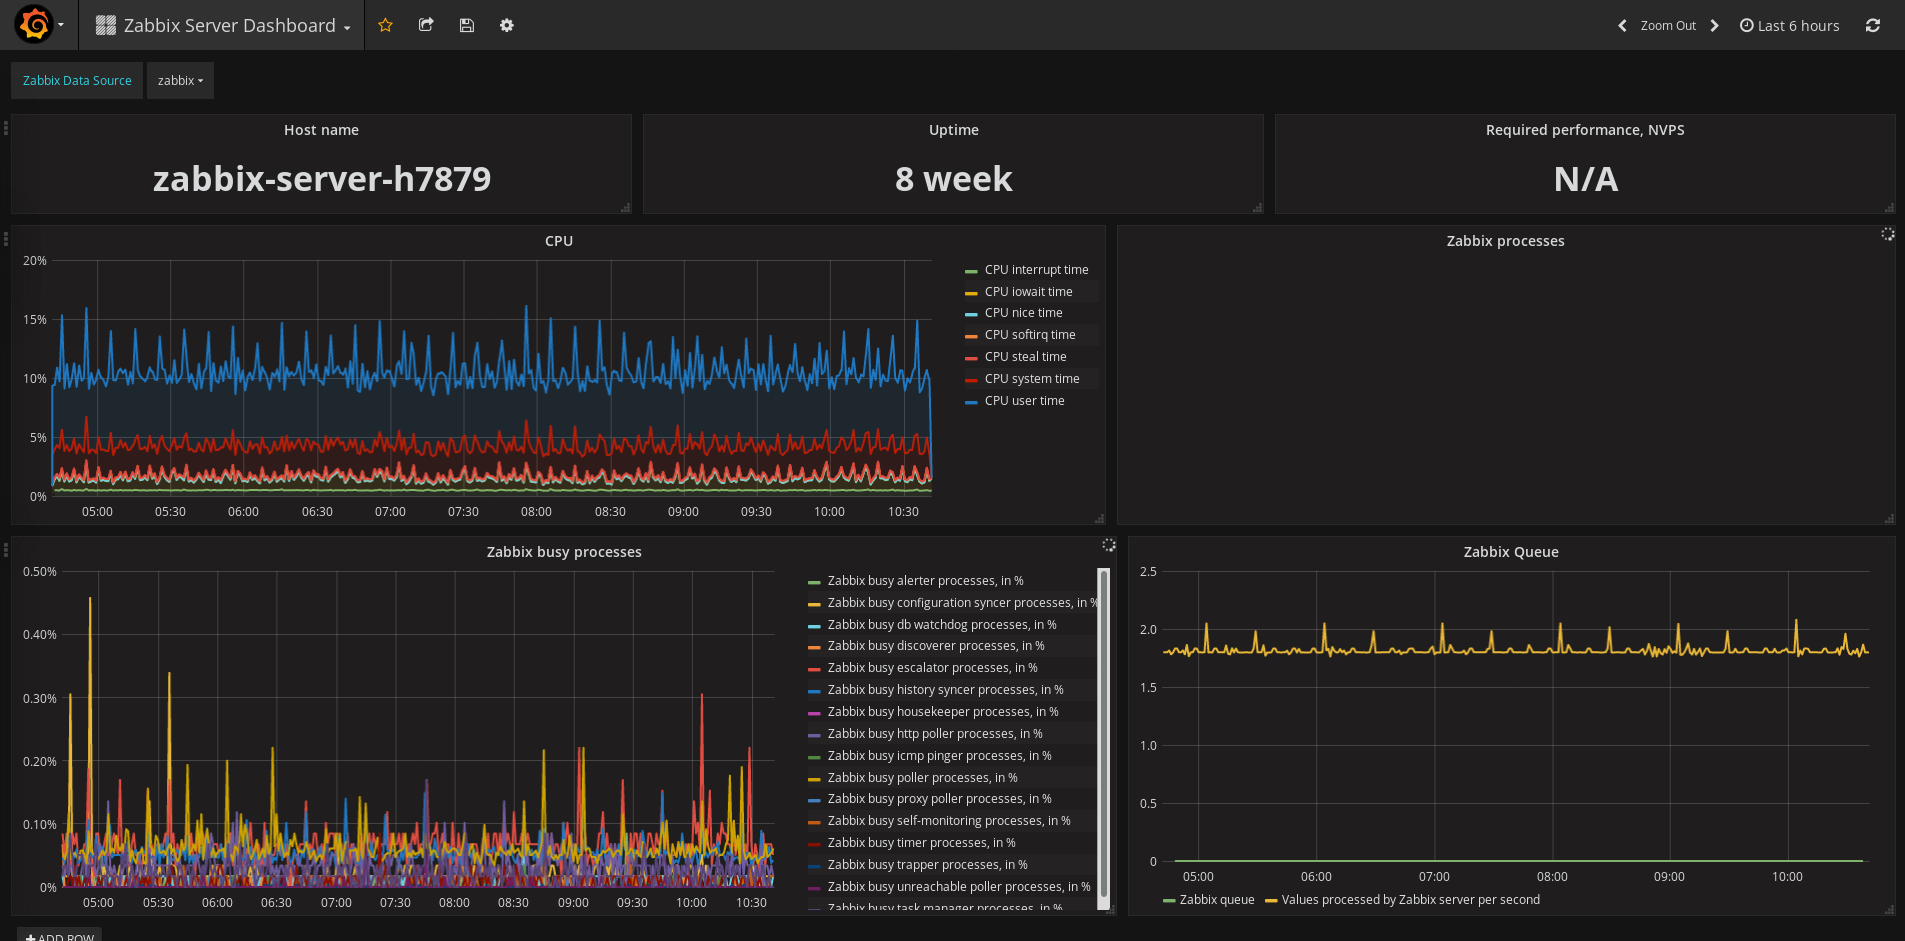 Zabbix Server Dashboard
Zoom Out
Last 6 hours
Zabbix Data Source
zabbix
Host name
zabbix-server-h7879
Uptime
8 week
Required performance, NVPS
N/A
CPU
20%
15%
10%
5%
0%
05:00 05:30 06:00 06:30 07:00 07:30 08:00 08:30 09:00 09:30 10:00 10:30
CPU interrupt time
CPU iowait time
CPU nice time
CPU softirq time
CPU steal time
CPU system time
CPU user time
Zabbix processes
Zabbix busy processes
0.50%
0.40%
0.30%
0.20%
0.10%
0%
05:00 05:30 06:00 06:30 07:00 07:30 08:00 08:30 09:00 09:30 10:00 10:30
Zabbix busy alerter processes, in %
Zabbix busy configuration syncer processes, in %
Zabbix busy db watchdog processes, in %
Zabbix busy discoverer processes, in %
Zabbix busy escalator processes, in %
Zabbix busy history syncer processes, in %
Zabbix busy housekeeper processes, in %
Zabbix busy http poller processes, in %
Zabbix busy icmp pinger processes, in %
Zabbix busy poller processes, in %
Zabbix busy proxy poller processes, in %
Zabbix busy self-monitoring processes, in %
Zabbix busy timer processes, in %
Zabbix busy trapper processes, in %
Zabbix busy unreachable poller processes, in %
Zabbix busy task manager processes, in %
Zabbix Queue
2.5
2.0
1.5
1.0
0.5
0
05:00 06:00 07:00 08:00 09:00 10:00
Zabbix queue
Values processed by Zabbix server per second
ADD ROW